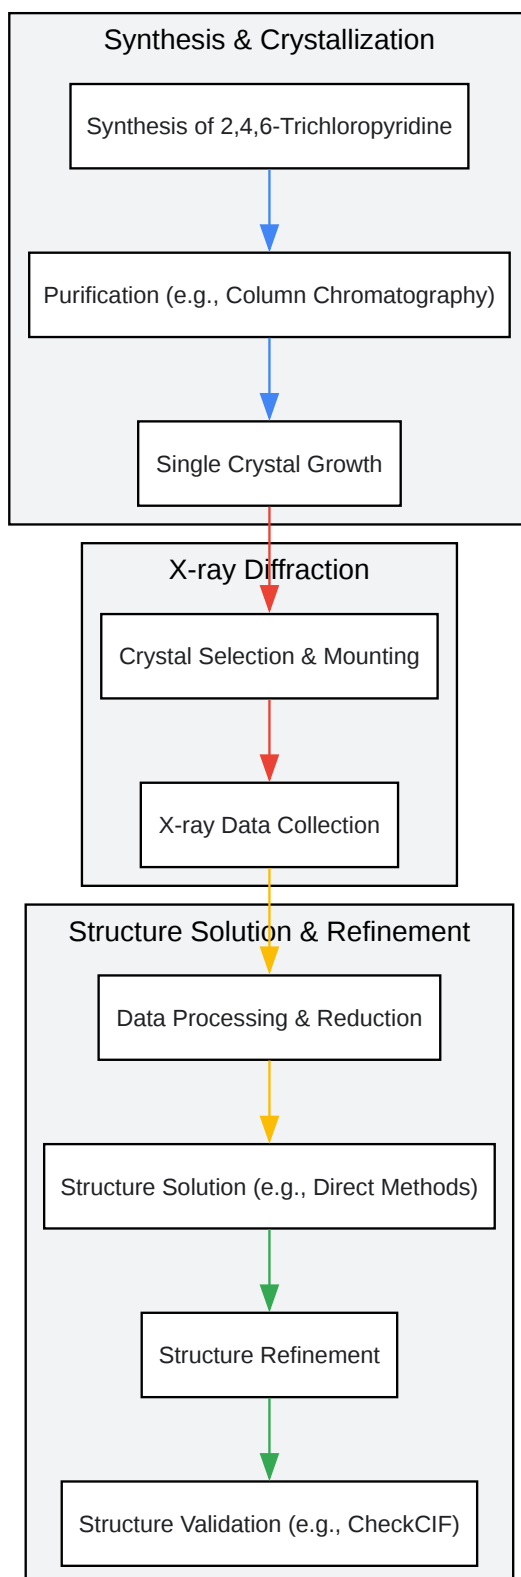 Synthesis & Crystallization
Synthesis of 2,4,6-Trichloropyridine
Purification (e.g., Column Chromatography)
Single Crystal Growth
X-ray Diffraction
Crystal Selection & Mounting
X-ray Data Collection
Structure Solution & Refinement
Data Processing & Reduction
Structure Solution (e.g., Direct Methods)
Structure Refinement
Structure Validation (e.g., CheckCIF)